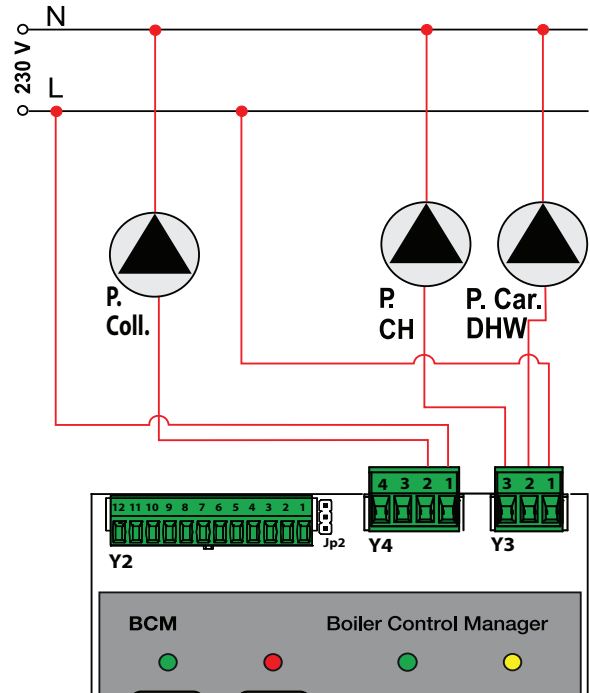 N
230 V
L
P.
Coll.
P.
CH
P. Car.
DHW
4 3 2 1
3 2 1
12 11 10 9 8 7 6 5 4 3 2 1
Jp2
Y4
Y3
Y2
BCM
Boiler Control Manager